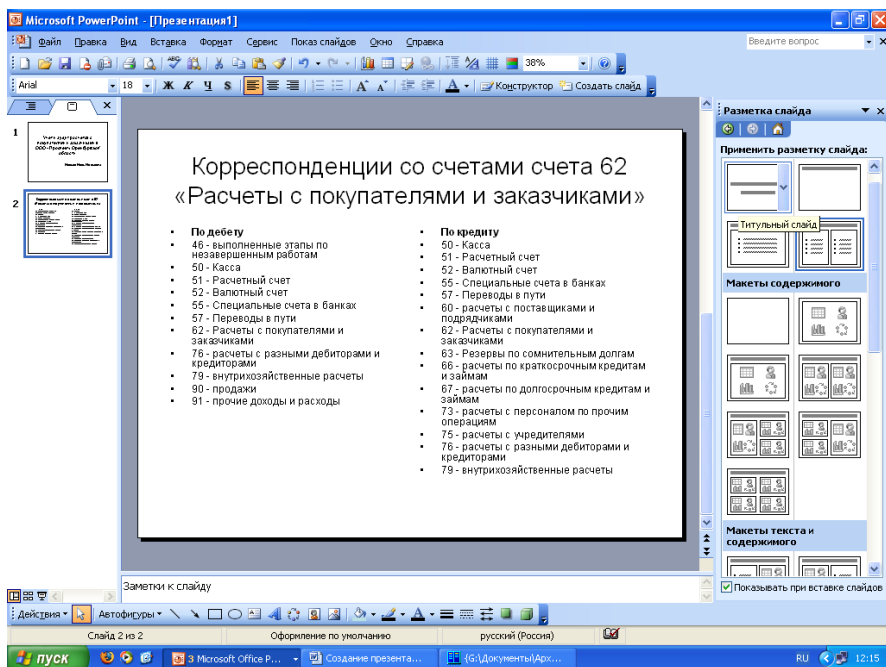 Microsoft PowerPoint - [Презентация1]
Файл Правка Вид Вставка Формат Сервис Показ слайдов Окно Справка
Введите вопрос
38%
Arial 18 Ж К Ч S Конструктор Создать слайд
Разметка слайда
Применить разметку слайда:
Титульный слайд
Макеты содержимого
Макеты текста и
содержимого
Показывать при вставке слайдов
1
2
Корреспонденции со счетами счета 62
«Расчеты с покупателями и заказчиками»
По дебету
46 - выполненные этапы по
незавершенным работам
50 - Касса
51 - Расчетный счет
52 - Валютный счет
55 - Специальные счета в банках
57 - Переводы в пути
62 - Расчеты с покупателями и
заказчиками
76 - расчеты с разными дебиторами и
кредиторами
79 - внутрихозяйственные расчеты
90 - продажи
91 - прочие доходы и расходы
По кредиту
50 - Касса
51 - Расчетный счет
52 - Валютный счет
55 - Специальные счета в банках
57 - Переводы в пути
60 - расчеты с поставщиками и
подрядчиками
62 - Расчеты с покупателями и
заказчиками
63 - Резервы по сомнительным долгам
66 - расчеты по краткосрочным кредитам
и займам
67 - расчеты по долгосрочным кредитам и
займам
73 - расчеты с персоналом по прочим
операциям
75 - расчеты с учредителями
76 - расчеты с разными дебиторами и
кредиторами
79 - внутрихозяйственные расчеты
Заметки к слайду
Действия Автофигуры
Слайд 2 из 2 Оформление по умолчанию русский (Россия)
пуск 3 Microsoft Office P... Создание презента... {G:\Документы\Арх... RU 12:15